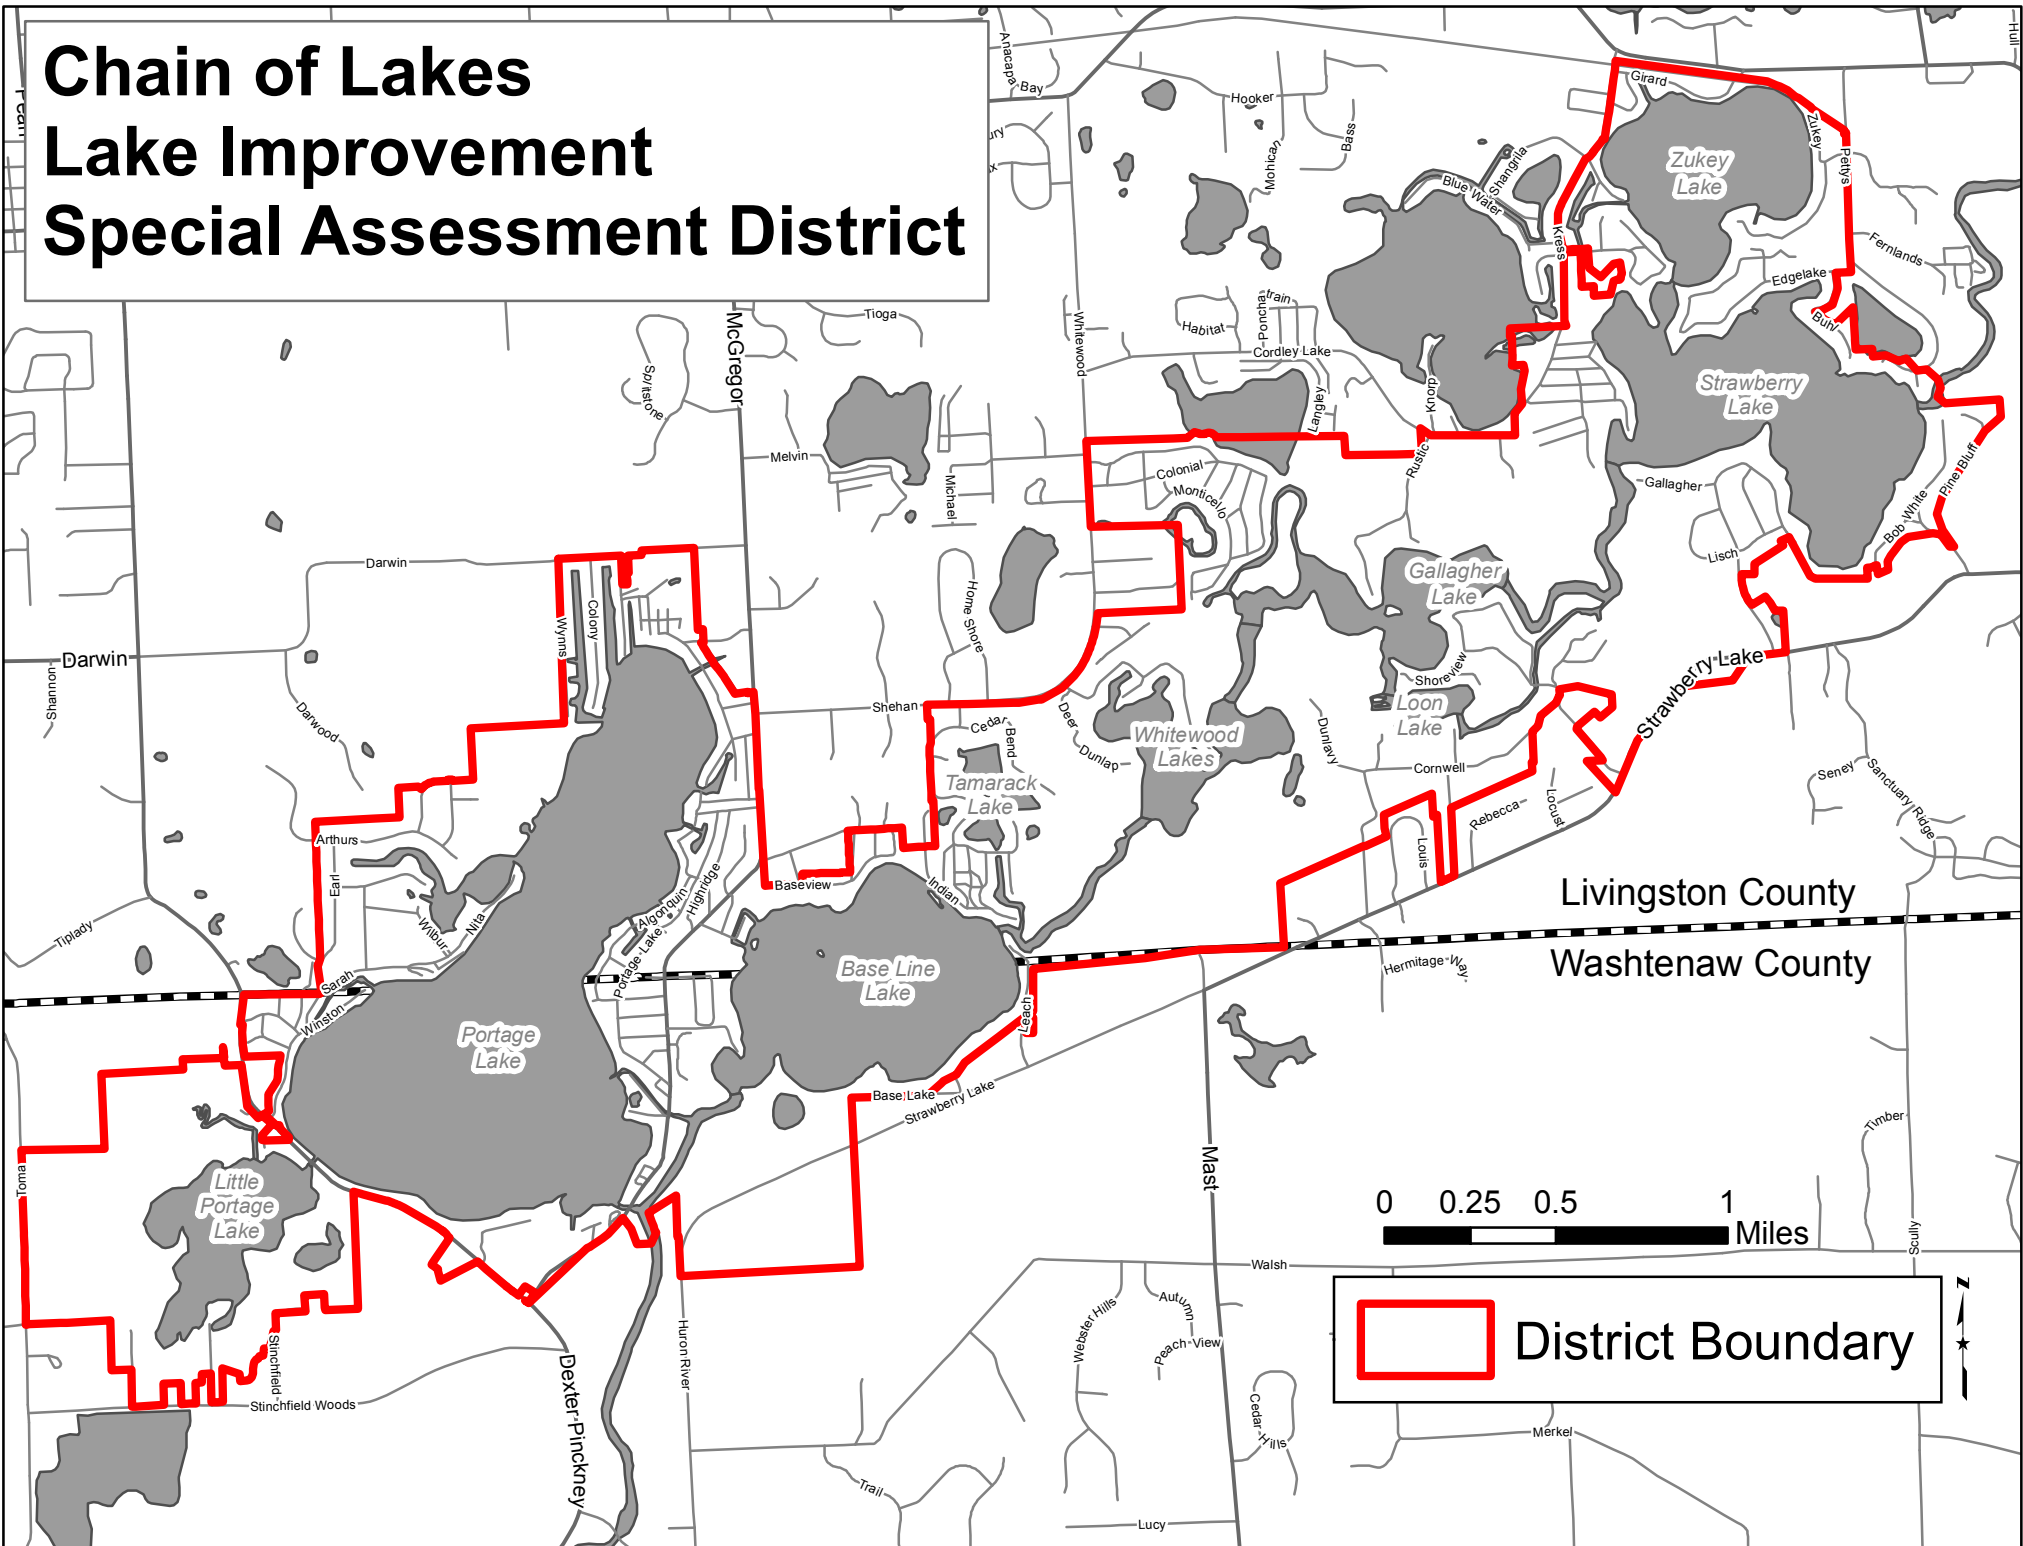 Chain of Lakes
Lake Improvement
Special Assessment District
Anacapa
Bay
Hull
Hooker
Bass
Mohican
Girard
Zukey
Pettys
Zukey
Lake
Shangrila
Blue Water
Kress
Fernlands
Edgelake
Buhl
Tioga
McGregor
Whitewood
Habitat
Ponchatrain
Cordley Lake
Langley
Knorp
Rustic
Spritstone
Strawberry
Lake
Melvin
Michael
Colonial
Monticello
Gallagher
Pine Bluff
Bob White
Lisch
Darwin
Wynns
Colony
Home Shore
Gallagher
Lake
Darwin
Shannon
Darwood
Shehan
Cedar
Bend
Deer
Dunlap
Whitewood
Lakes
Dunlavy
Shoreview
Loon
Lake
Strawberry Lake
Tamarack
Lake
Cornwell
Rebecca
Locust
Louis
Seney
Sanctuary Ridge
Arthurs
Earl
Wilbur
Nita
Algonquin
Highridge
Portage Lake
Baseview
Indian
Livingston County
Washtenaw County
Tiplady
Sarah
Winston
Base Line
Lake
Leach
Hermitage Way
Portage
Lake
Base Lake
Strawberry Lake
Toma
Little
Portage
Lake
Mast
Timber
Scully
0 0.25 0.5 1
Miles
Walsh
Webster Hills
Autumn
Peach View
Huron River
Stinchfield
Stinchfield Woods
Dexter Pinckney
District Boundary
N
Cedar Hills
Merkel
Trail
Lucy